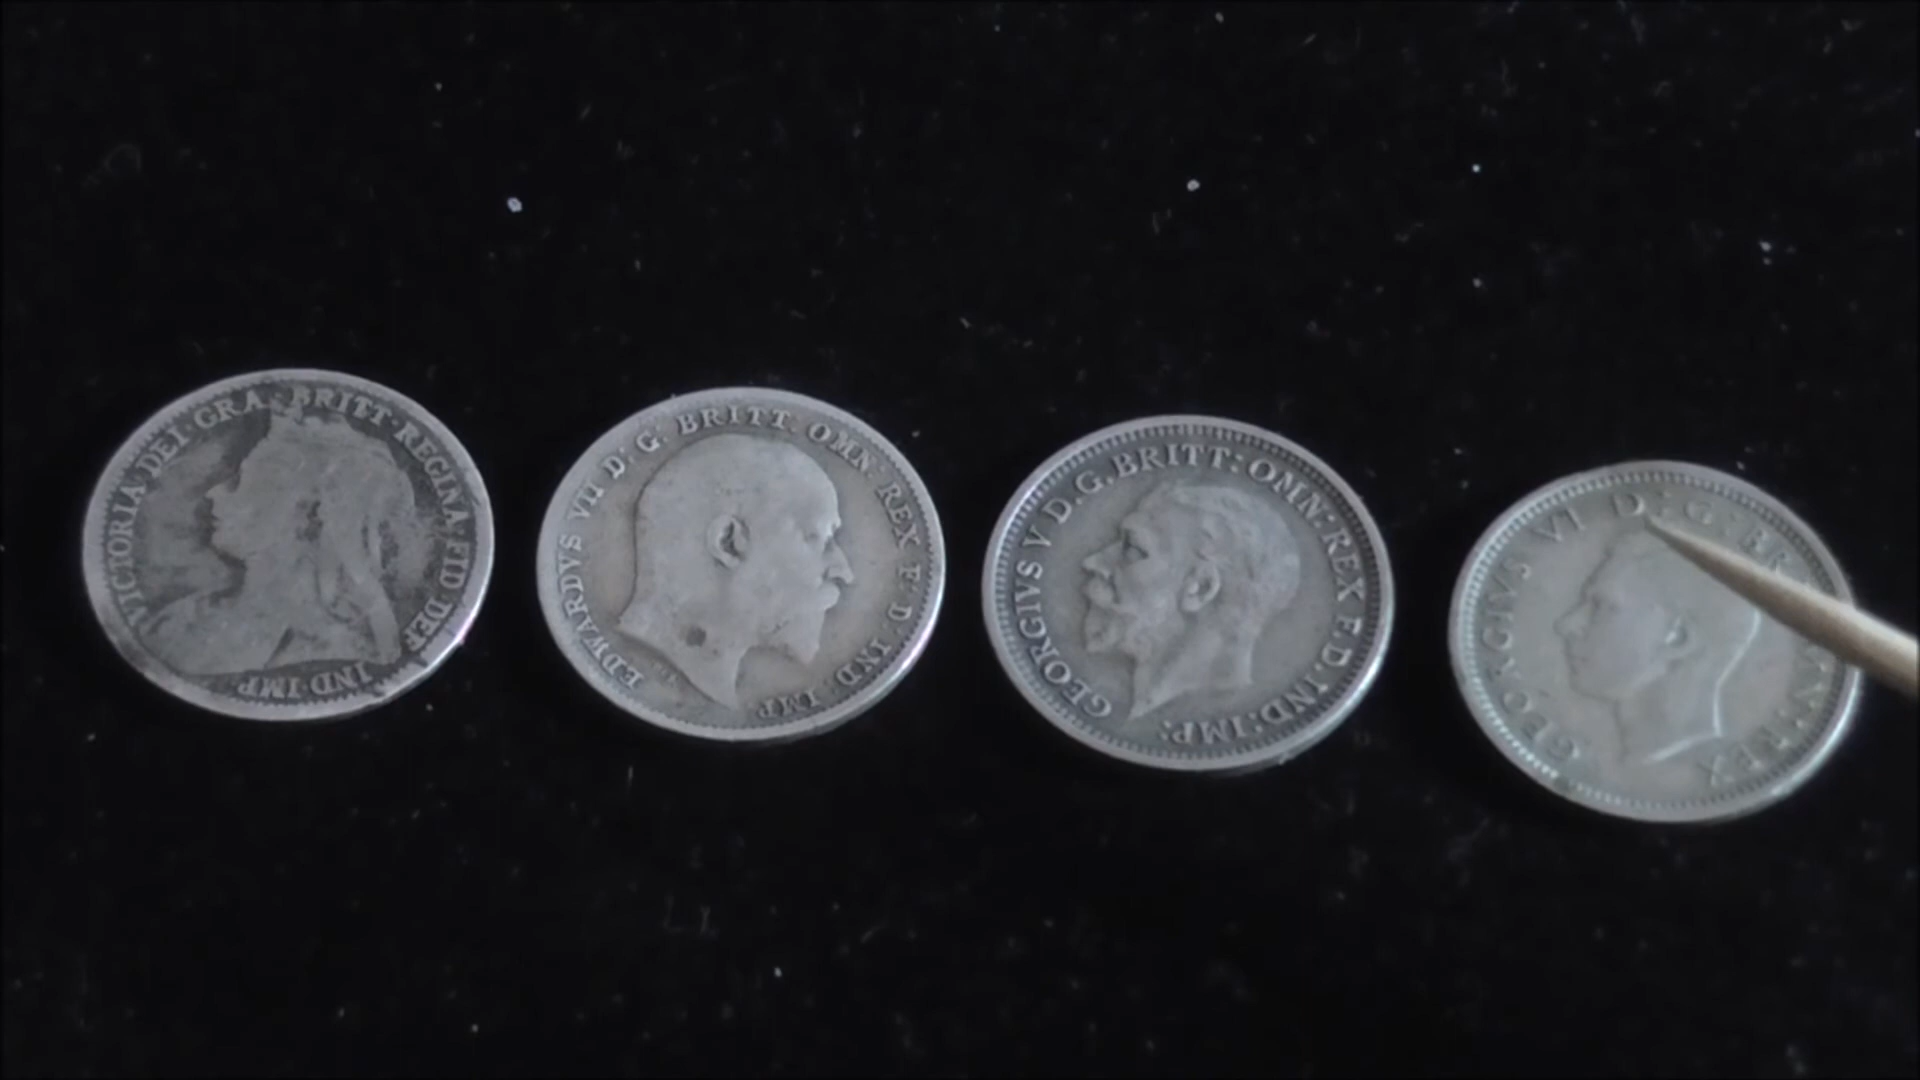 VICTORIA·DEI·GRA·BRITT·REGINA·FID·DEF·IND·IMP·
EDWARDVS VII D: G: BRITT: OMN: REX F: D: IND: IMP:
GEORGIVS V D.G.BRITT:OMN:REX F.D.IND:IMP:
GEORGIVS VI D:G:BR REX